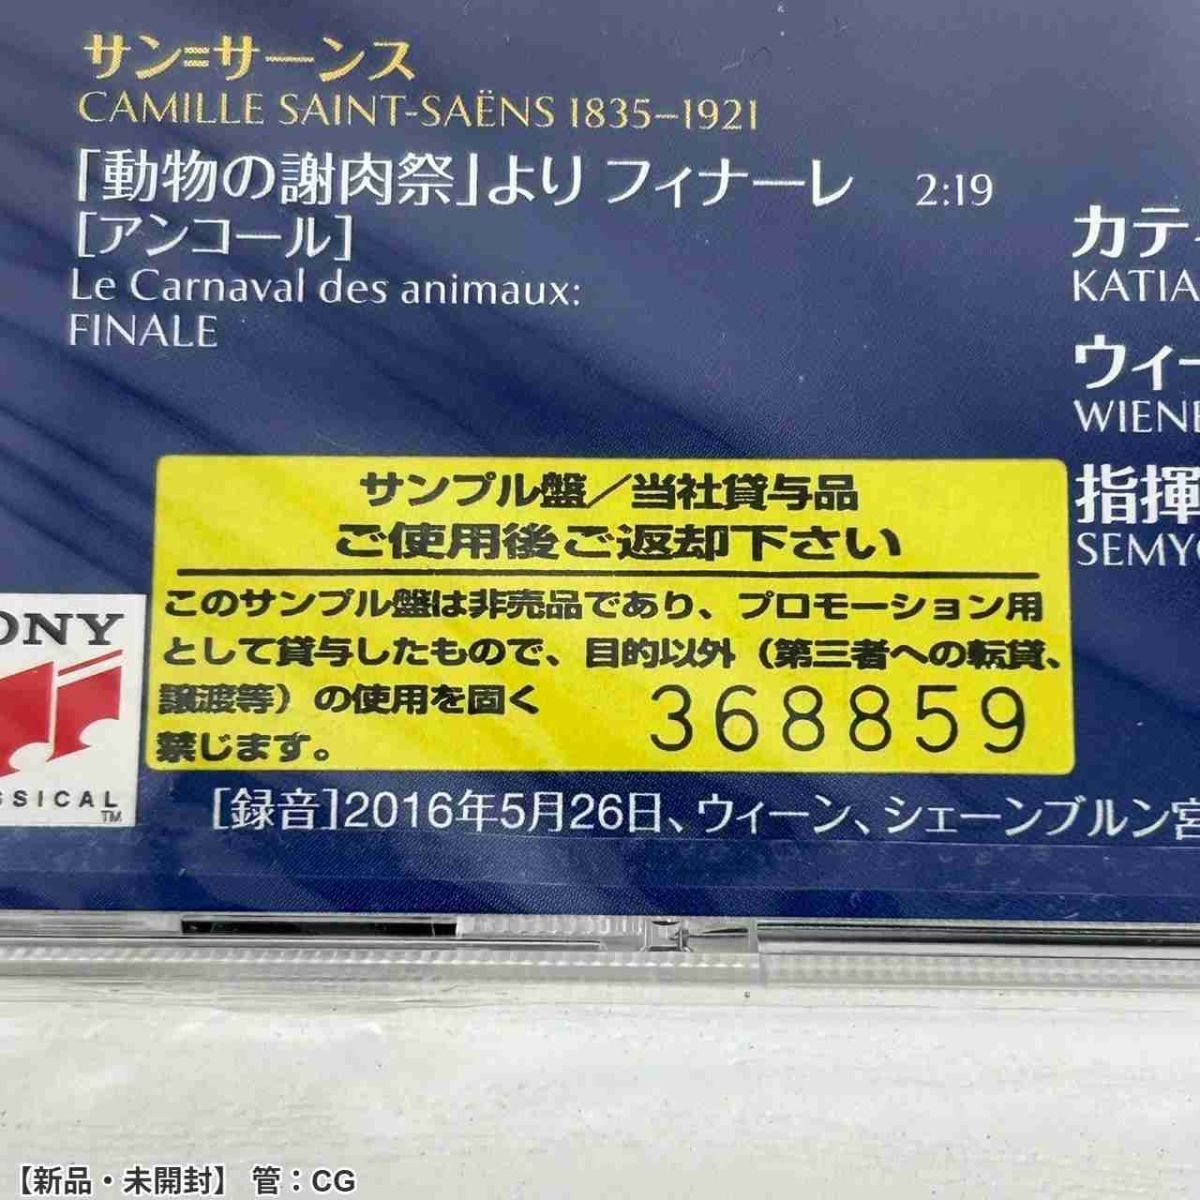 サン=サーンス
CAMILLE SAINT-SAËNS 1835–1921
「動物の謝肉祭」より フィナーレ 2:19
[アンコール]
Le Carnaval des animaux:
FINALE
カティ
KATIA
ウィー
WIENE
指揮
SEMYO
サンプル盤/当社貸与品
ご使用後ご返却下さい
このサンプル盤は非売品であり、プロモーション用
として貸与したもので、目的以外(第三者への転貸、
譲渡等)の使用を固く
禁じます。
368859
ONY
SSICAL
TM
[録音]2016年5月26日、ウィーン、シェーンブルン宮
【新品・未開封】 管:CG